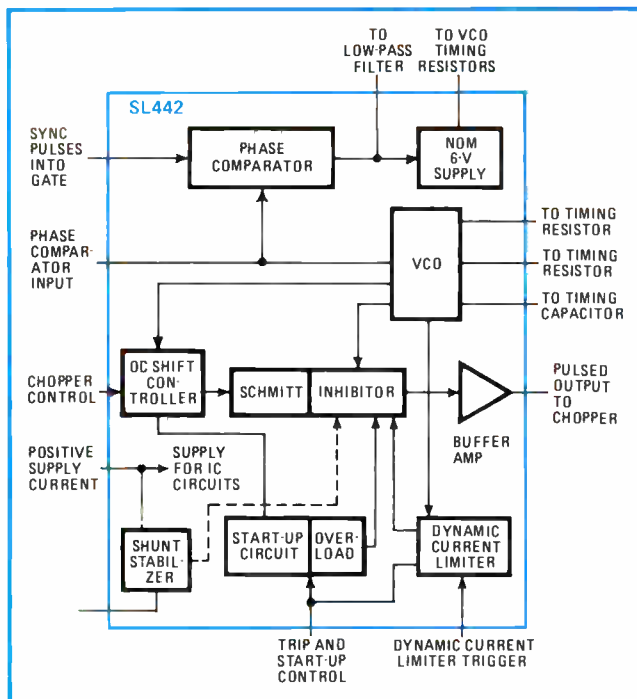 TO
LOW-PASS
FILTER
TO VCO
TIMING
RESISTORS
SL442
SYNC
PULSES
INTO
GATE
PHASE
COMPARATOR
NOM
6-V
SUPPLY
PHASE
COMPAR-
ATOR
INPUT
VCO
TO TIMING
RESISTOR
TO TIMING
RESISTOR
TO TIMING
CAPACITOR
CHOPPER
CONTROL
OC SHIFT
CON-
TROLLER
SCHMITT
INHIBITOR
BUFFER
AMP
PULSED
OUTPUT
TO
CHOPPER
POSITIVE
SUPPLY
CURRENT
SUPPLY
FOR IC
CIRCUITS
SHUNT
STABIL-
ZER
START-UP
CIRCUIT
OVER-
LOAD
DYNAMIC
CURRENT
LIMITER
TRIP AND
START-UP
CONTROL
DYNAMIC CURRENT
LIMITER TRIGGER